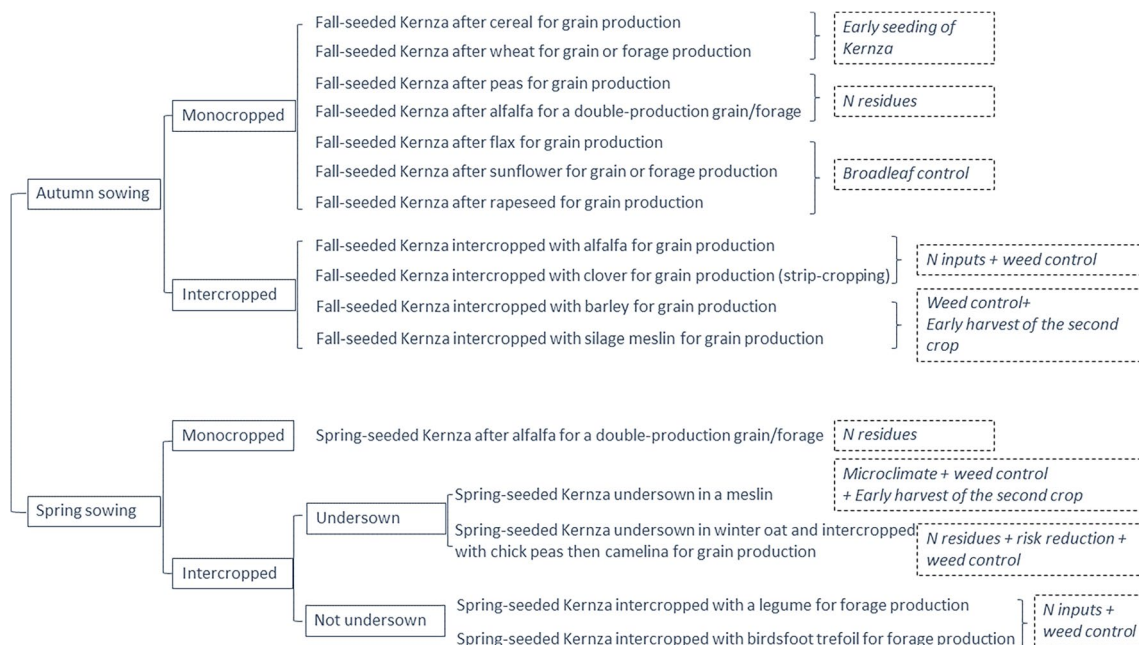 Fall-seeded Kernza after cereal for grain production
Fall-seeded Kernza after wheat for grain or forage production
Early seeding of
Kernza
Fall-seeded Kernza after peas for grain production
Fall-seeded Kernza after alfalfa for a double-production grain/forage
N residues
Monocropped
Fall-seeded Kernza after flax for grain production
Fall-seeded Kernza after sunflower for grain or forage production
Fall-seeded Kernza after rapeseed for grain production
Broadleaf control
Autumn sowing
Fall-seeded Kernza intercropped with alfalfa for grain production
Fall-seeded Kernza intercropped with clover for grain production (strip-cropping)
N inputs + weed control
Intercropped
Fall-seeded Kernza intercropped with barley for grain production
Fall-seeded Kernza intercropped with silage meslin for grain production
Weed control+
Early harvest of the second
crop
Monocropped
Spring-seeded Kernza after alfalfa for a double-production grain/forage
N residues
Spring sowing
Undersown
Spring-seeded Kernza undersown in a meslin
Microclimate + weed control
+ Early harvest of the second crop
Spring-seeded Kernza undersown in winter oat and intercropped
with chick peas then camelina for grain production
N residues + risk reduction +
weed control
Intercropped
Not undersown
Spring-seeded Kernza intercropped with a legume for forage production
Spring-seeded Kernza intercropped with birdsfoot trefoil for forage production
N inputs +
weed control